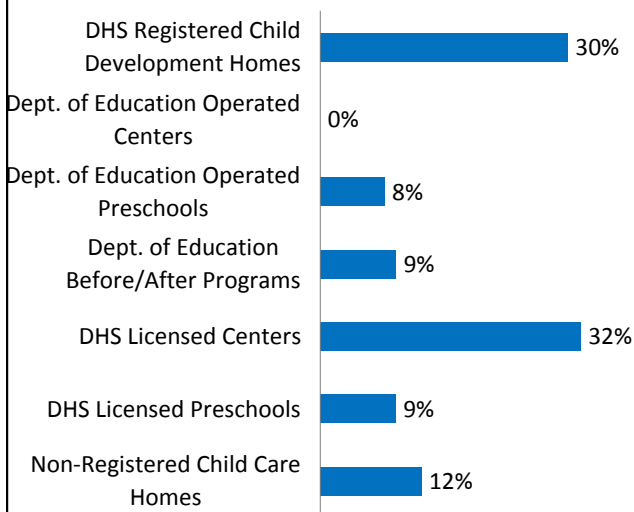 DHS Registered Child
Development Homes
30%
Dept. of Education Operated
Centers
0%
Dept. of Education Operated
Preschools
8%
Dept. of Education
Before/After Programs
9%
DHS Licensed Centers
32%
DHS Licensed Preschools
9%
Non-Registered Child Care
Homes
12%